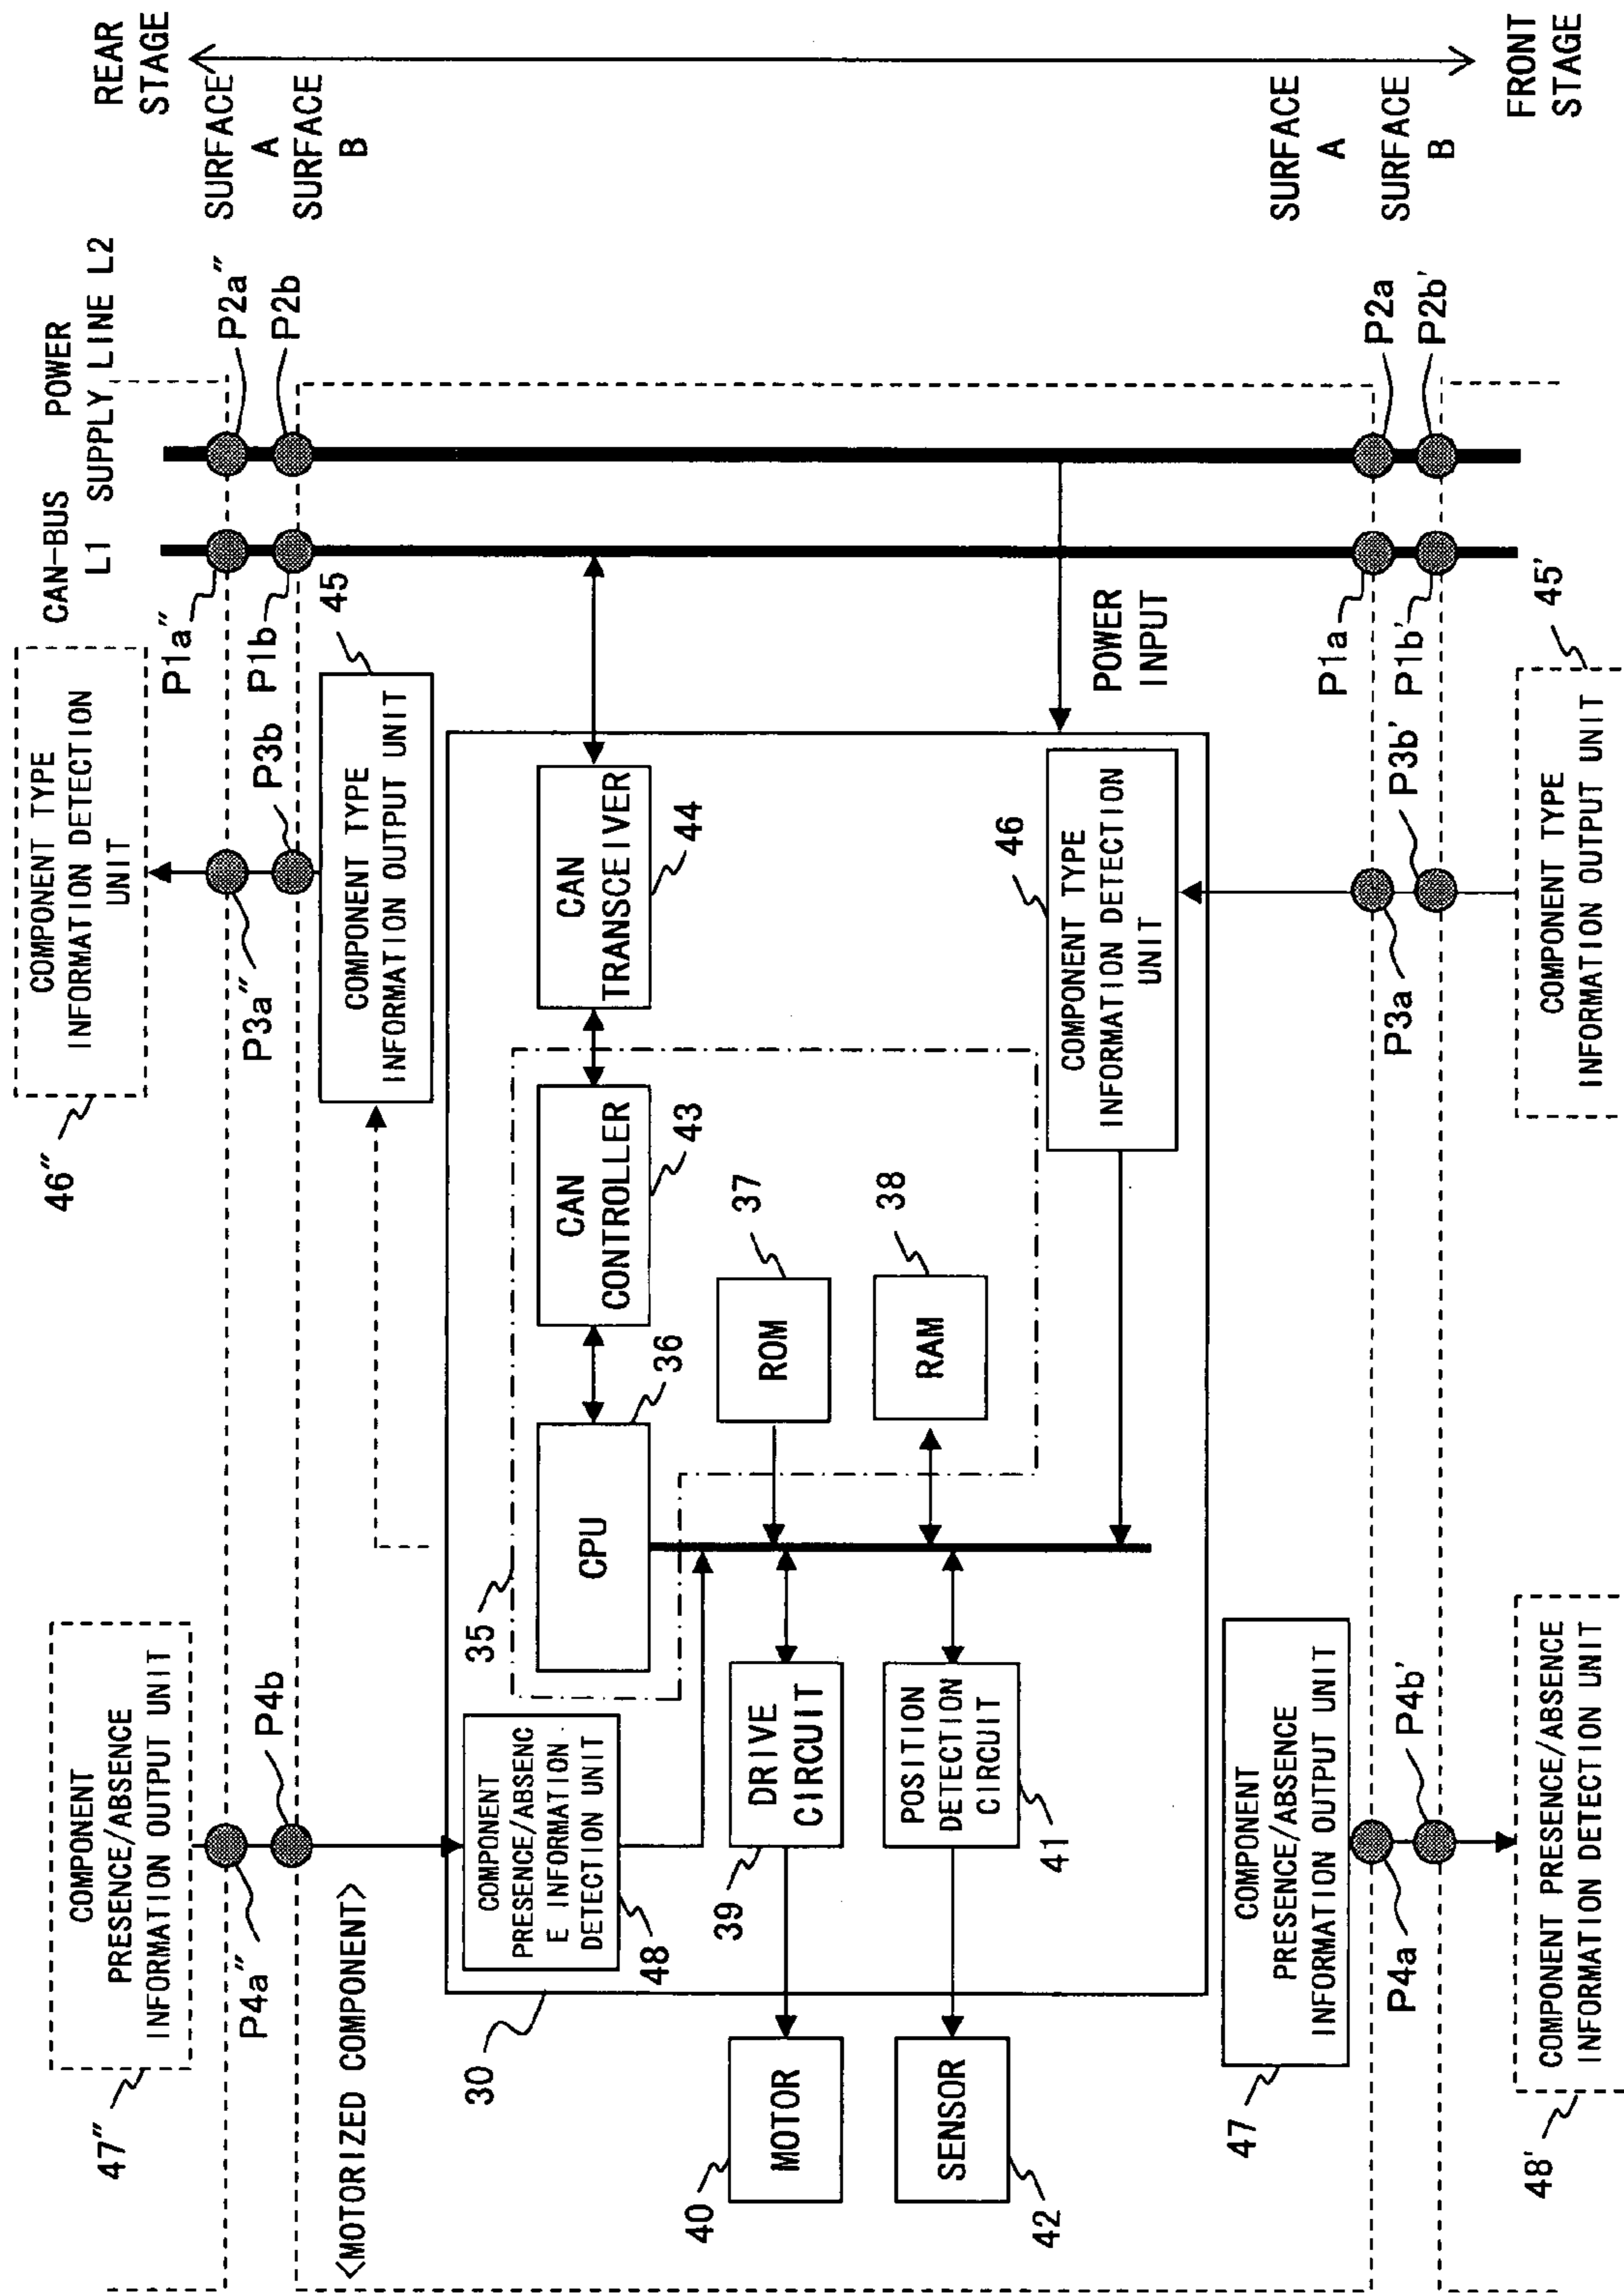 47″
COMPONENT
PRESENCE/ABSENCE
INFORMATION OUTPUT UNIT
46″
COMPONENT TYPE
INFORMATION DETECTION
UNIT
CAN-BUS
L1
POWER
SUPPLY LINE L2
REAR
STAGE
P4a″
P4b
P3a″
P3b
P1a″
P1b
P2a″
P2b
SURFACE
A
SURFACE
B
<MOTORIZED COMPONENT>
COMPONENT TYPE
INFORMATION OUTPUT UNIT
45
30
COMPONENT
PRESENCE/ABSENC
E INFORMATION
DETECTION UNIT
48
35
CPU
36
CAN
CONTROLLER
43
CAN
TRANSCEIVER
44
40
MOTOR
39
DRIVE
CIRCUIT
ROM
37
SENSOR
42
POSITION
DETECTION
CIRCUIT
41
RAM
38
46
COMPONENT TYPE
INFORMATION DETECTION
UNIT
POWER
INPUT
47
COMPONENT
PRESENCE/ABSENCE
INFORMATION OUTPUT UNIT
P4a
P4b′
P3a
P3b′
P1a
P1b′
P2a
P2b′
SURFACE
A
SURFACE
B
48′
COMPONENT PRESENCE/ABSENCE
INFORMATION DETECTION UNIT
COMPONENT TYPE
INFORMATION OUTPUT UNIT
45′
FRONT
STAGE